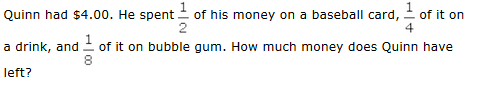 Quinn had $4.00. He spent 1/2 of his money on a baseball card, 1/4 of it on
a drink, and 1/8 of it on bubble gum. How much money does Quinn have
left?